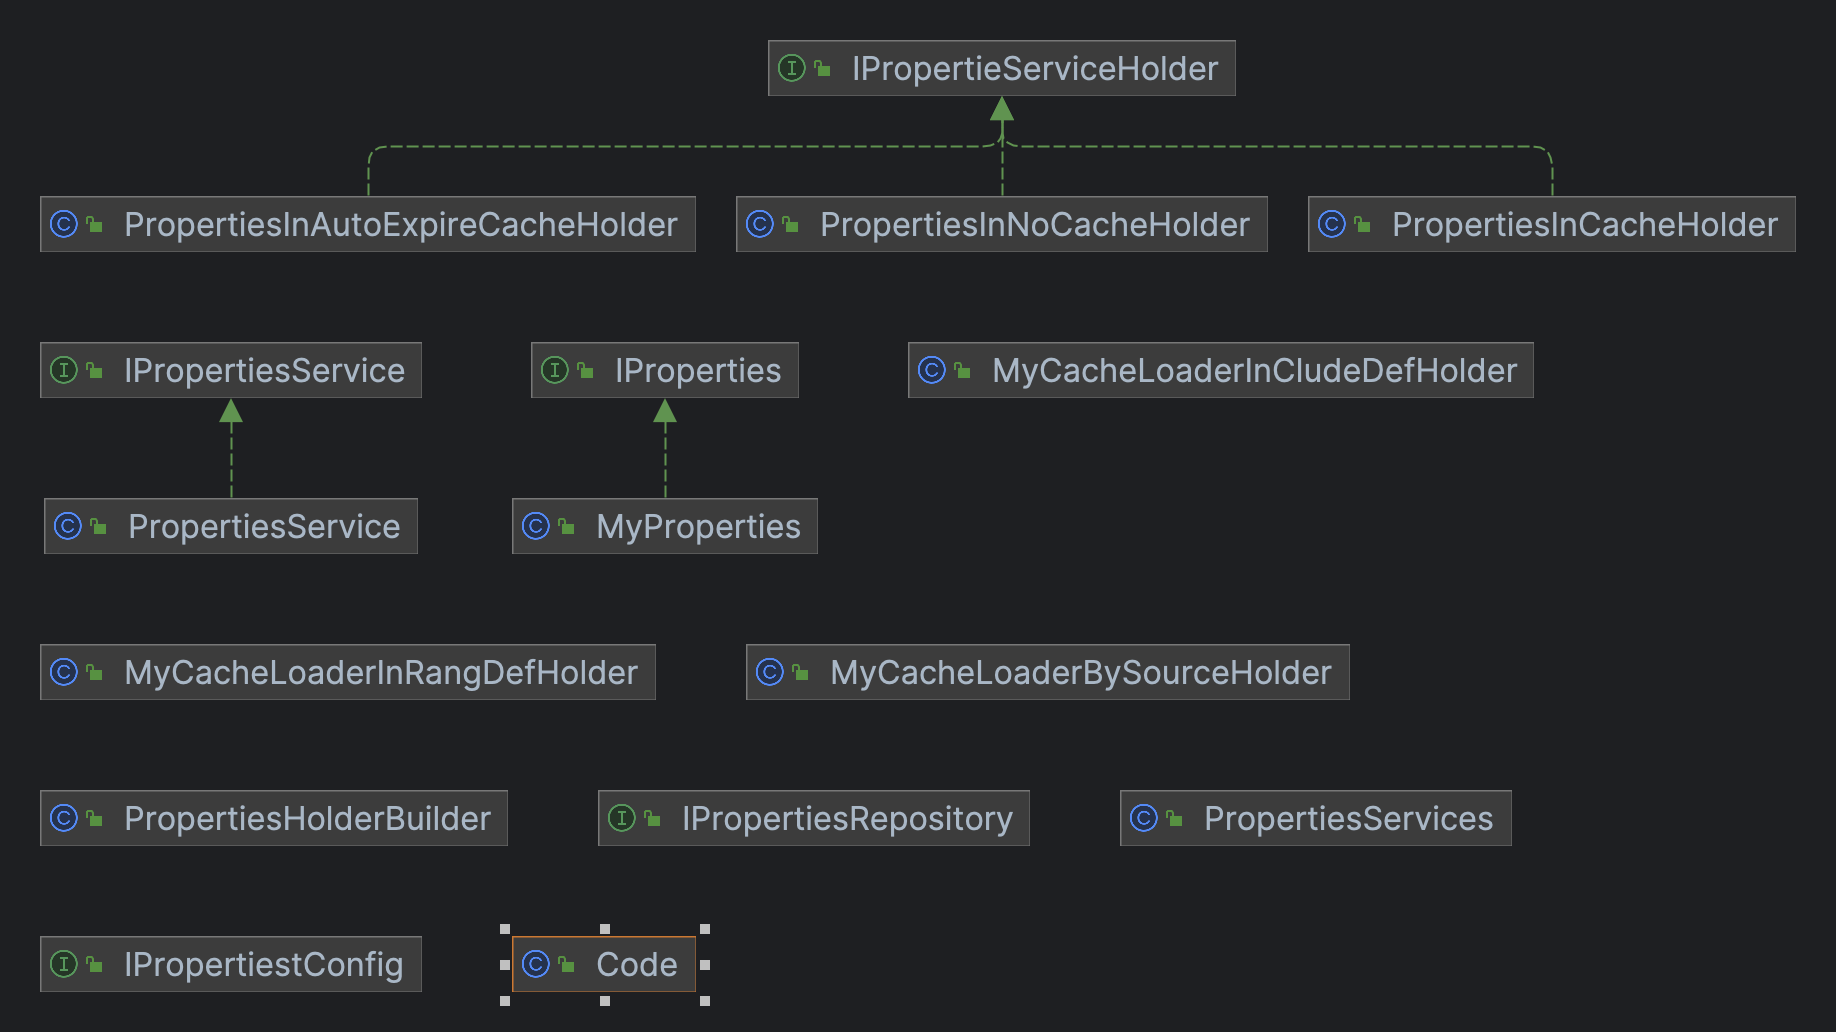 IPropertieServiceHolder
PropertiesInAutoExpireCacheHolder
PropertiesInNoCacheHolder
PropertiesInCacheHolder
IPropertiesService
IProperties
MyCacheLoaderInCludeDefHolder
PropertiesService
MyProperties
MyCacheLoaderInRangDefHolder
MyCacheLoaderBySourceHolder
PropertiesHolderBuilder
IPropertiesRepository
PropertiesServices
IPropertiestConfig
Code